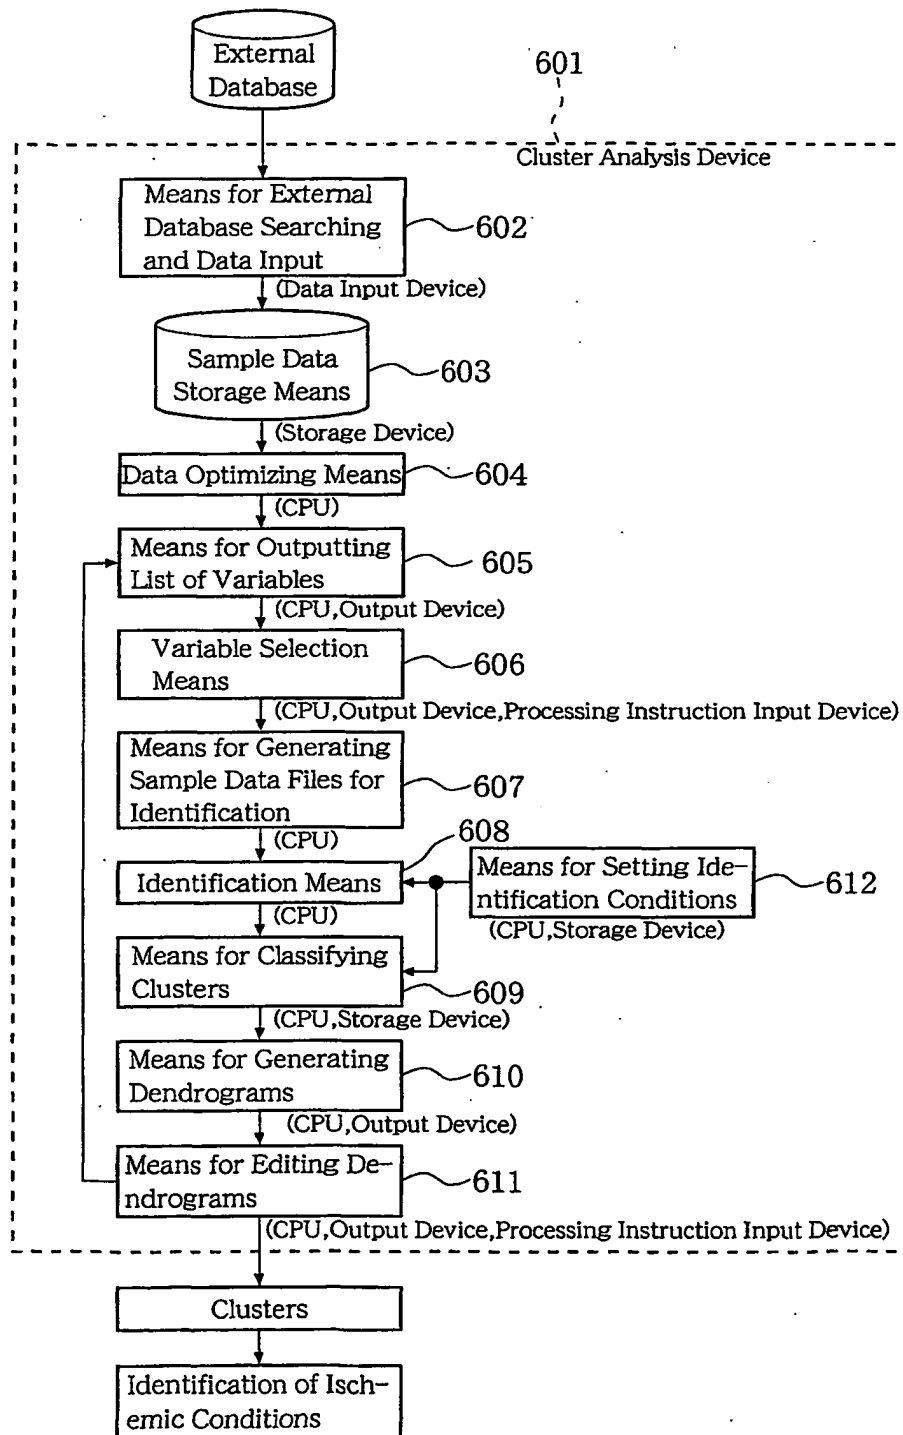 External
Database
601
Cluster Analysis Device
Means for External
Database Searching
and Data Input
602
(Data Input Device)
Sample Data
Storage Means
603
(Storage Device)
Data Optimizing Means
604
(CPU)
Means for Outputting
List of Variables
605
(CPU,Output Device)
Variable Selection
Means
606
(CPU,Output Device,Processing Instruction Input Device)
Means for Generating
Sample Data Files for
Identification
607
(CPU)
608
Identification Means
Means for Setting Ide-
ntification Conditions
612
(CPU)
(CPU,Storage Device)
Means for Classifying
Clusters
609
(CPU,Storage Device)
Means for Generating
Dendrograms
610
(CPU,Output Device)
Means for Editing De-
ndrograms
611
(CPU,Output Device,Processing Instruction Input Device)
Clusters
Identification of Isch-
emic Conditions